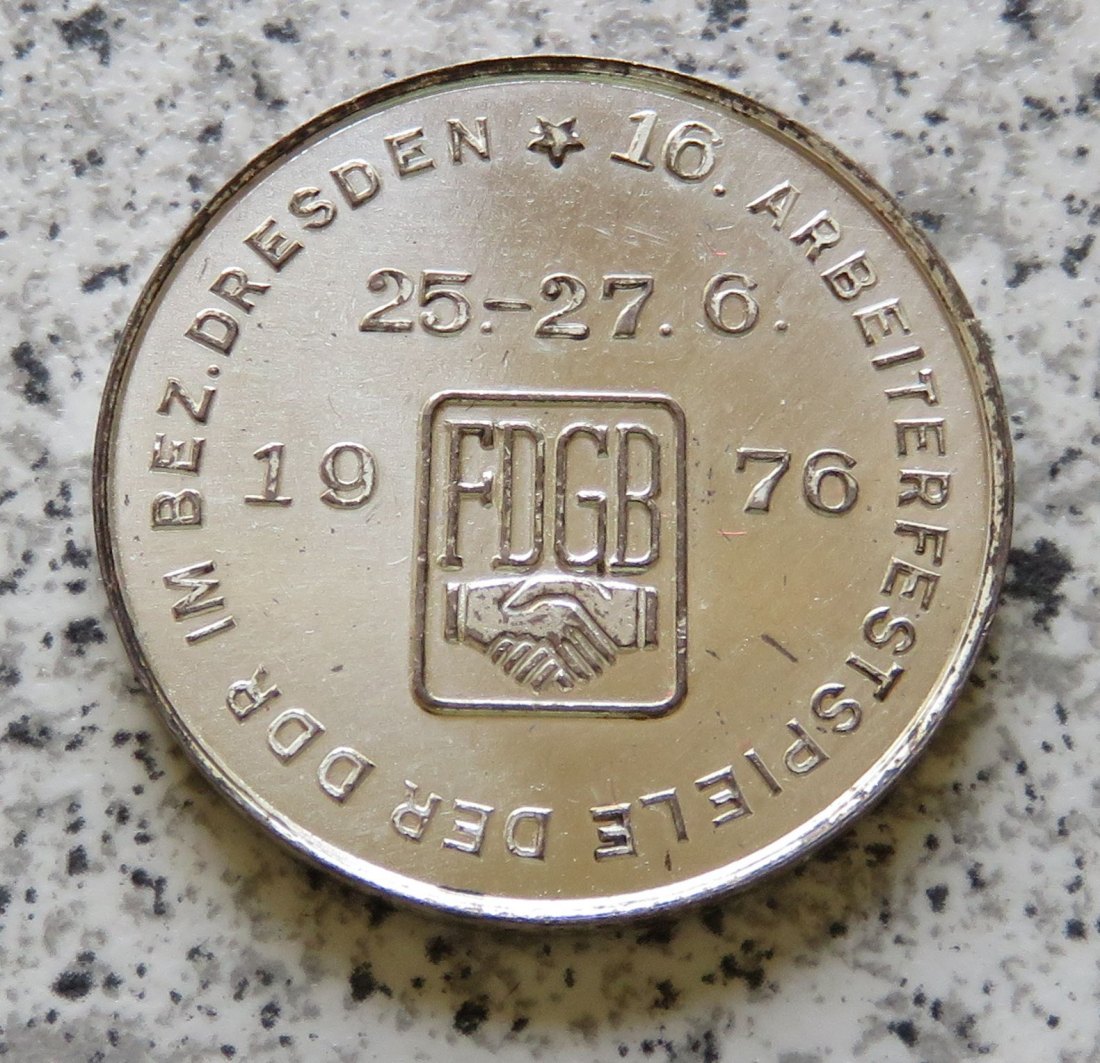 ★ 16. ARBEITERFESTSPIELE DER DDR IM BEZ. DRESDEN
25.-27. 6.
19 76
FDGB